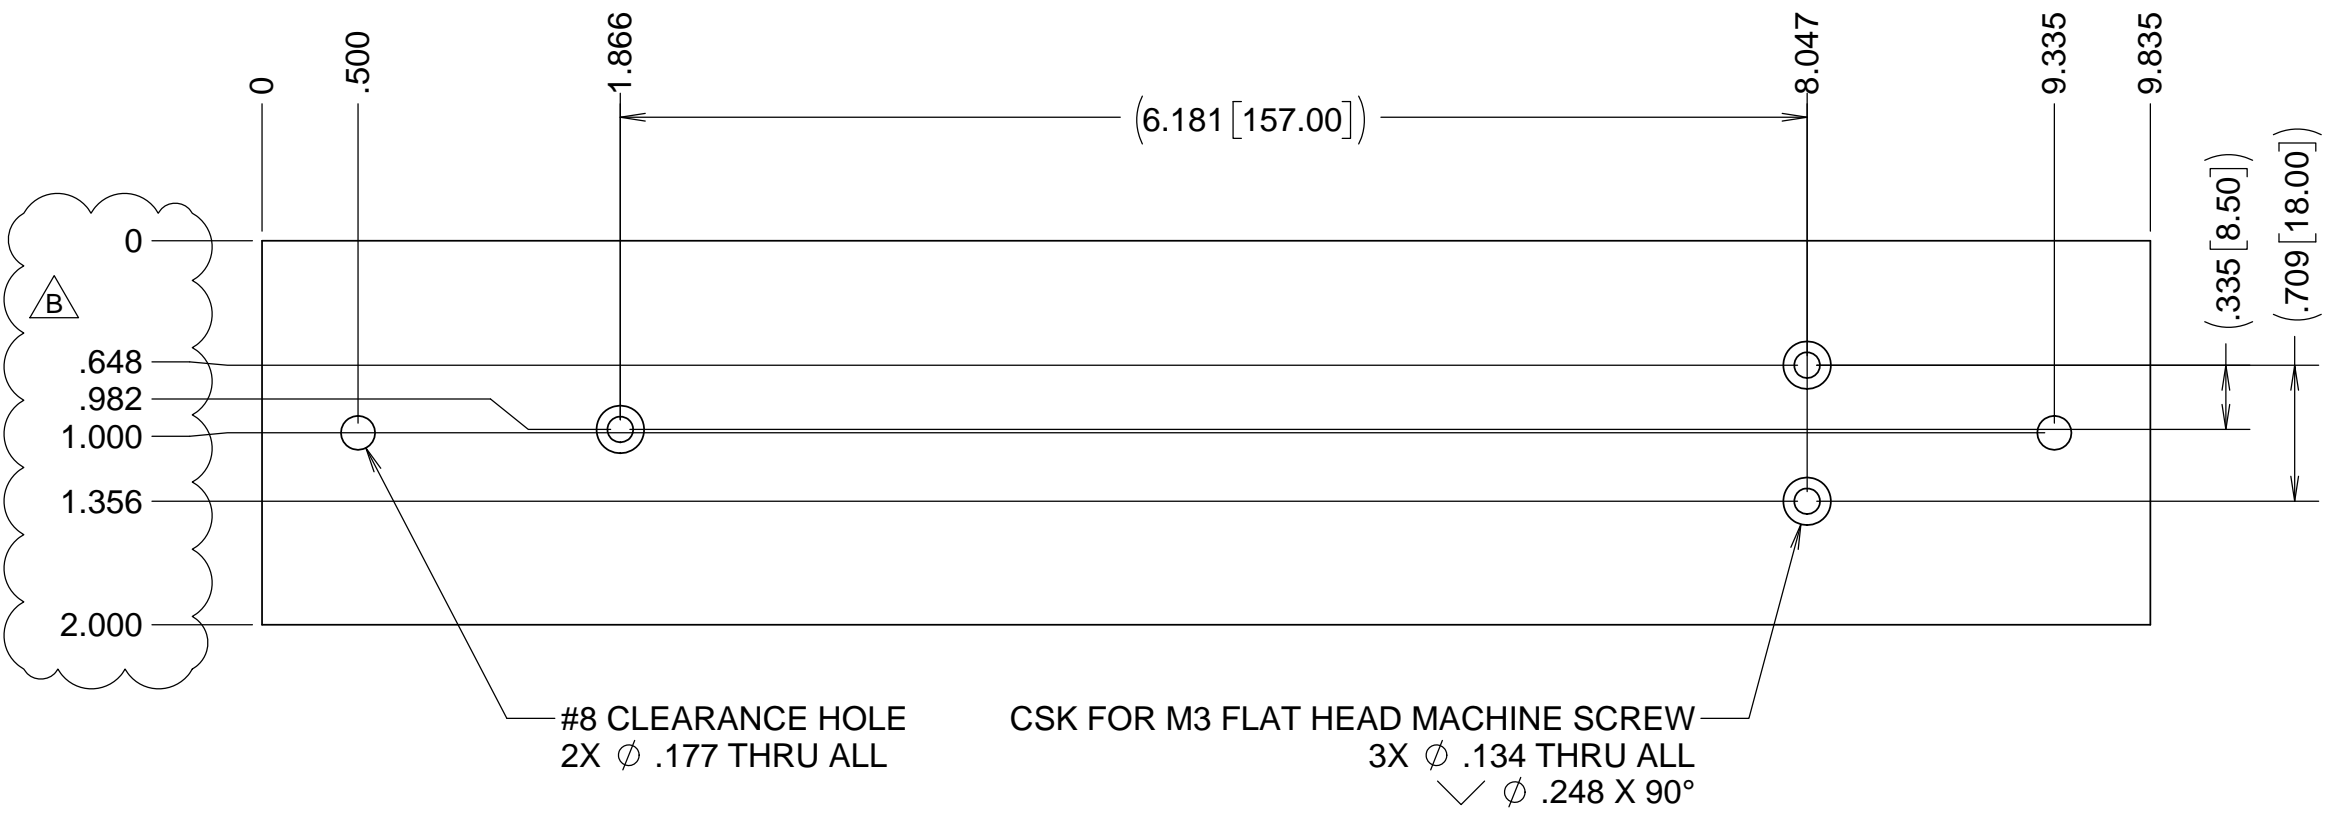 0
.500
1.866
8.047
9.335
9.835
(6.181 [157.00])
(.335 [8.50])
(.709 [18.00])
0
B
.648
.982
1.000
1.356
2.000
#8 CLEARANCE HOLE
2X ⌀ .177 THRU ALL
CSK FOR M3 FLAT HEAD MACHINE SCREW
3X ⌀ .134 THRU ALL
⌵ ⌀ .248 X 90°